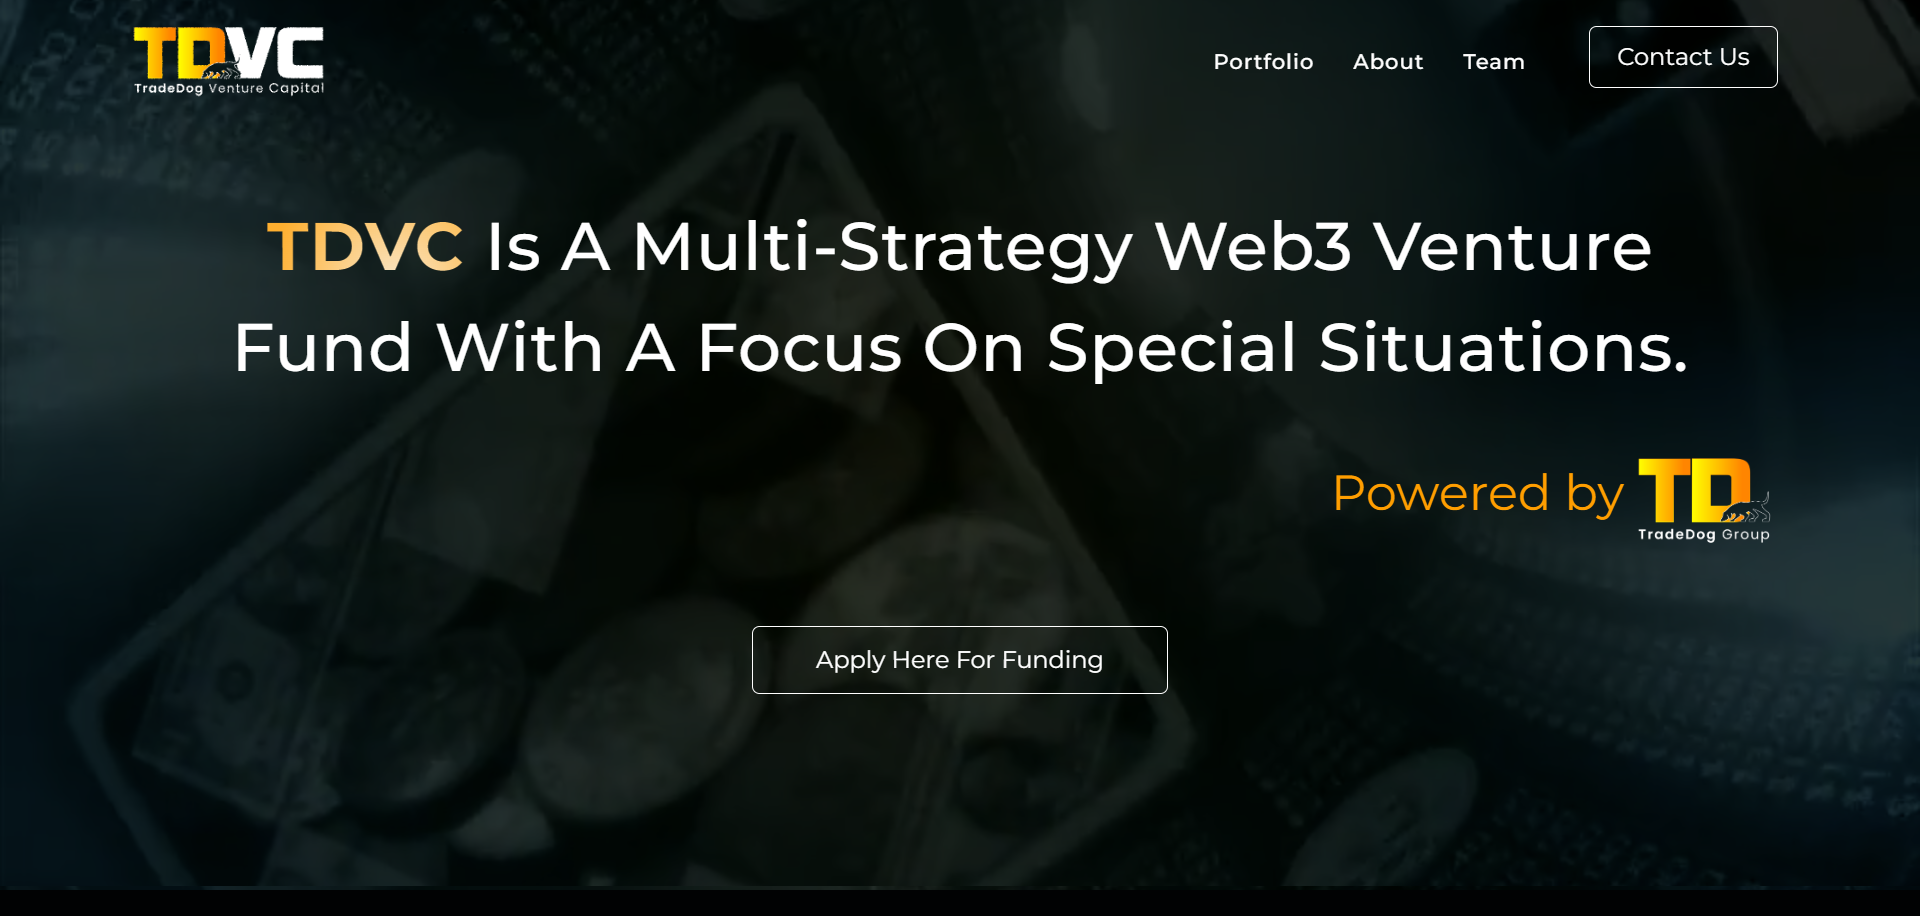 TDVC
TradeDog Venture Capital
Portfolio
About
Team
Contact Us
TDVC Is A Multi-Strategy Web3 Venture
Fund With A Focus On Special Situations.
Powered by TD
TradeDog Group
Apply Here For Funding